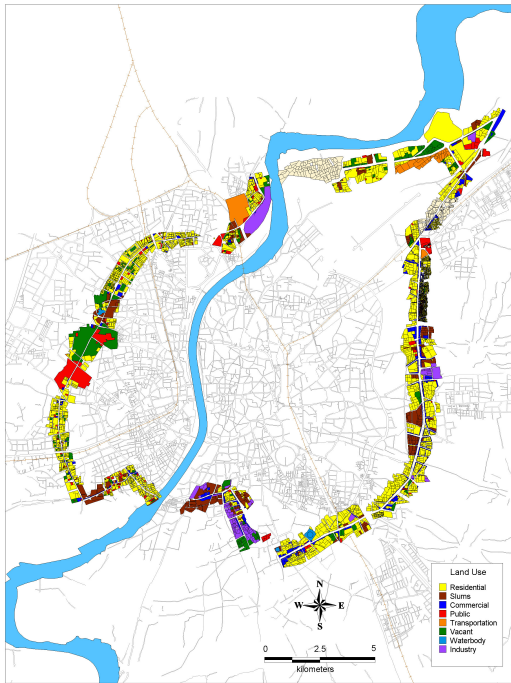 N
W E
S
0 2.5 5
kilometers
Land Use
Residential
Slums
Commercial
Public
Transportation
Vacant
Waterbody
Industry